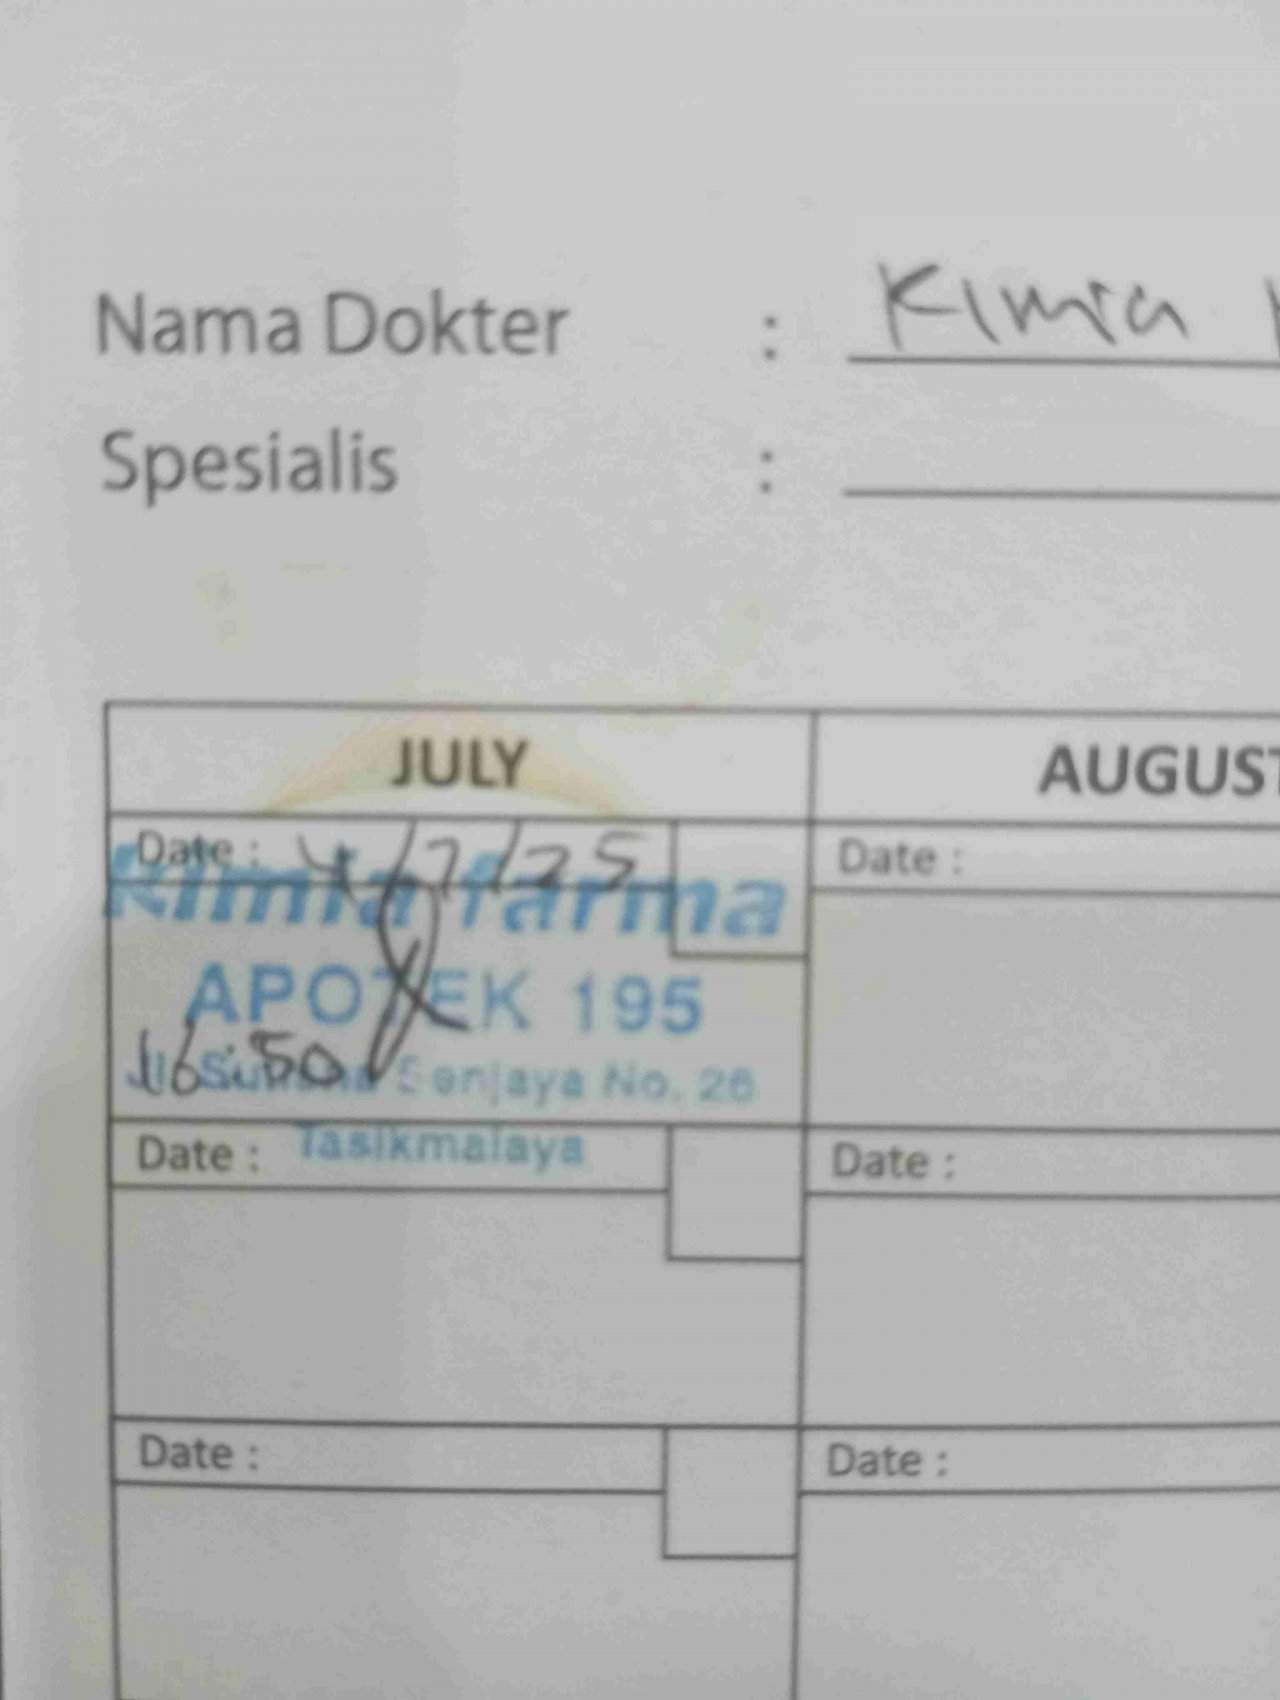 Nama Dokter : Kimia
Spesialis :
JULY AUGUST
Date : 4/7/25 Date :
kimia farma
APOTEK 195
16:50
Jl. Senjaya No. 26
Tasikmalaya
Date : Date :
Date : Date :